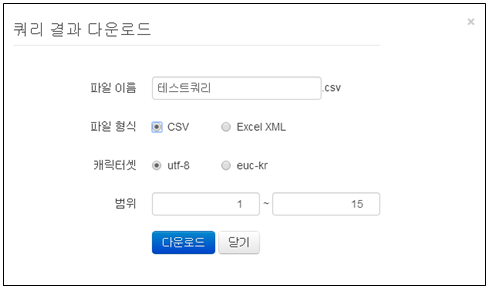 쿼리 결과 다운로드
×
파일 이름 테스트쿼리 .csv
파일 형식 CSV Excel XML
캐릭터셋 utf-8 euc-kr
범위 1 ~ 15
다운로드 닫기